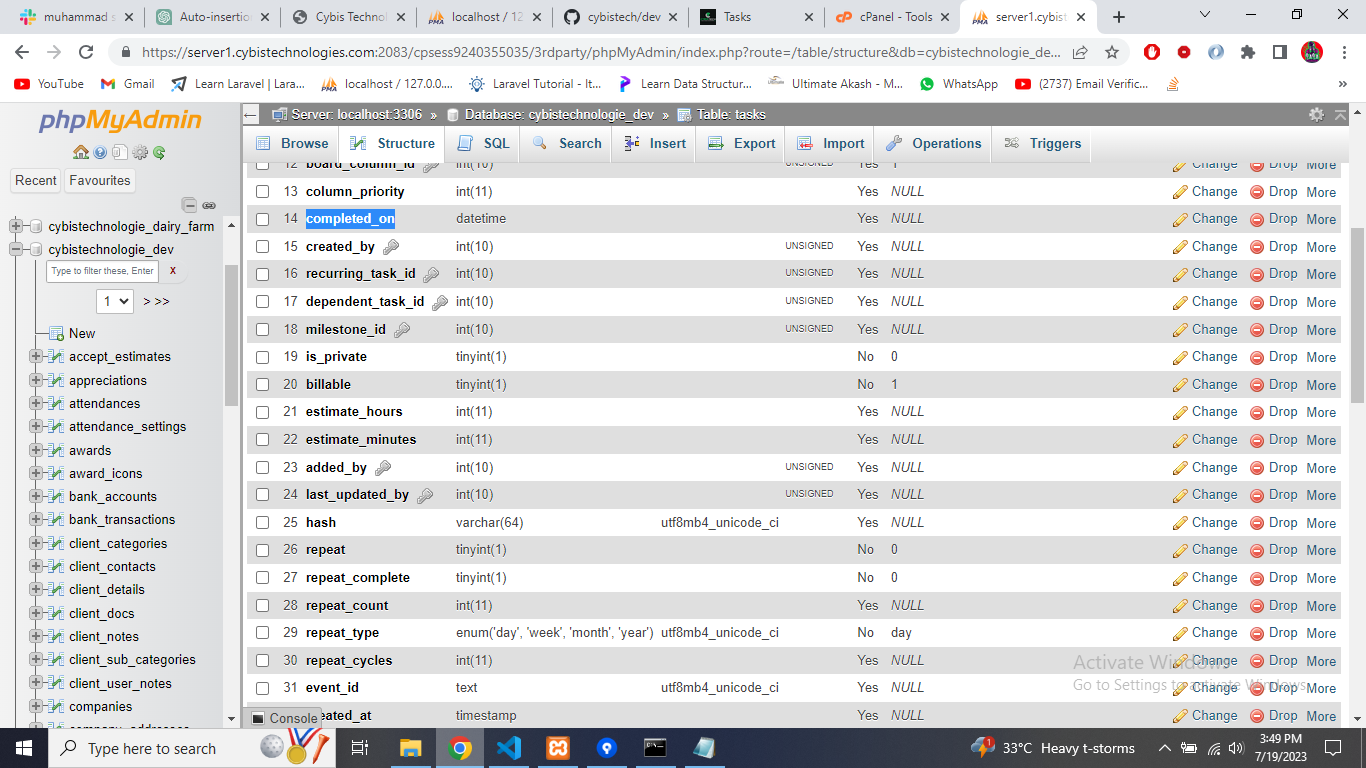 muhammad s
Auto-insertion
Cybis Technol
localhost / 12
cybistech/dev
Tasks
cPanel - Tools
server1.cybist
https://server1.cybistechnologies.com:2083/cpsess9240355035/3rdparty/phpMyAdmin/index.php?route=/table/structure&db=cybistechnologie_de...
YouTube
Gmail
Learn Laravel | Lara...
localhost / 127.0.0....
Laravel Tutorial - It...
Learn Data Structur...
Ultimate Akash - M...
WhatsApp
(2737) Email Verific...
»
phpMyAdmin
Recent
Favourites
cybistechnologie_dairy_farm
cybistechnologie_dev
Type to filter these, Enter
X
1
> >>
New
accept_estimates
appreciations
attendances
attendance_settings
awards
award_icons
bank_accounts
bank_transactions
client_categories
client_contacts
client_details
client_docs
client_notes
client_sub_categories
client_user_notes
companies
company_addresses
Server: localhost:3306 » Database: cybistechnologie_dev » Table: tasks
Browse Structure SQL Search Insert Export Import Operations Triggers
12 board_column_id int(10) UNSIGNED Yes 1 Change Drop More
13 column_priority int(11) Yes NULL Change Drop More
14 completed_on datetime Yes NULL Change Drop More
15 created_by int(10) UNSIGNED Yes NULL Change Drop More
16 recurring_task_id int(10) UNSIGNED Yes NULL Change Drop More
17 dependent_task_id int(10) UNSIGNED Yes NULL Change Drop More
18 milestone_id int(10) UNSIGNED Yes NULL Change Drop More
19 is_private tinyint(1) No 0 Change Drop More
20 billable tinyint(1) No 1 Change Drop More
21 estimate_hours int(11) Yes NULL Change Drop More
22 estimate_minutes int(11) Yes NULL Change Drop More
23 added_by int(10) UNSIGNED Yes NULL Change Drop More
24 last_updated_by int(10) UNSIGNED Yes NULL Change Drop More
25 hash varchar(64) utf8mb4_unicode_ci Yes NULL Change Drop More
26 repeat tinyint(1) No 0 Change Drop More
27 repeat_complete tinyint(1) No 0 Change Drop More
28 repeat_count int(11) Yes NULL Change Drop More
29 repeat_type enum('day', 'week', 'month', 'year') utf8mb4_unicode_ci No day Change Drop More
30 repeat_cycles int(11) Yes NULL Change Drop More
31 event_id text utf8mb4_unicode_ci Yes NULL Change Drop More
eated_at timestamp Yes NULL Change Drop More
Console
Activate Windows
Go to Settings to activate Windows.
Type here to search
1
33°C Heavy t-storms
3:49 PM
7/19/2023